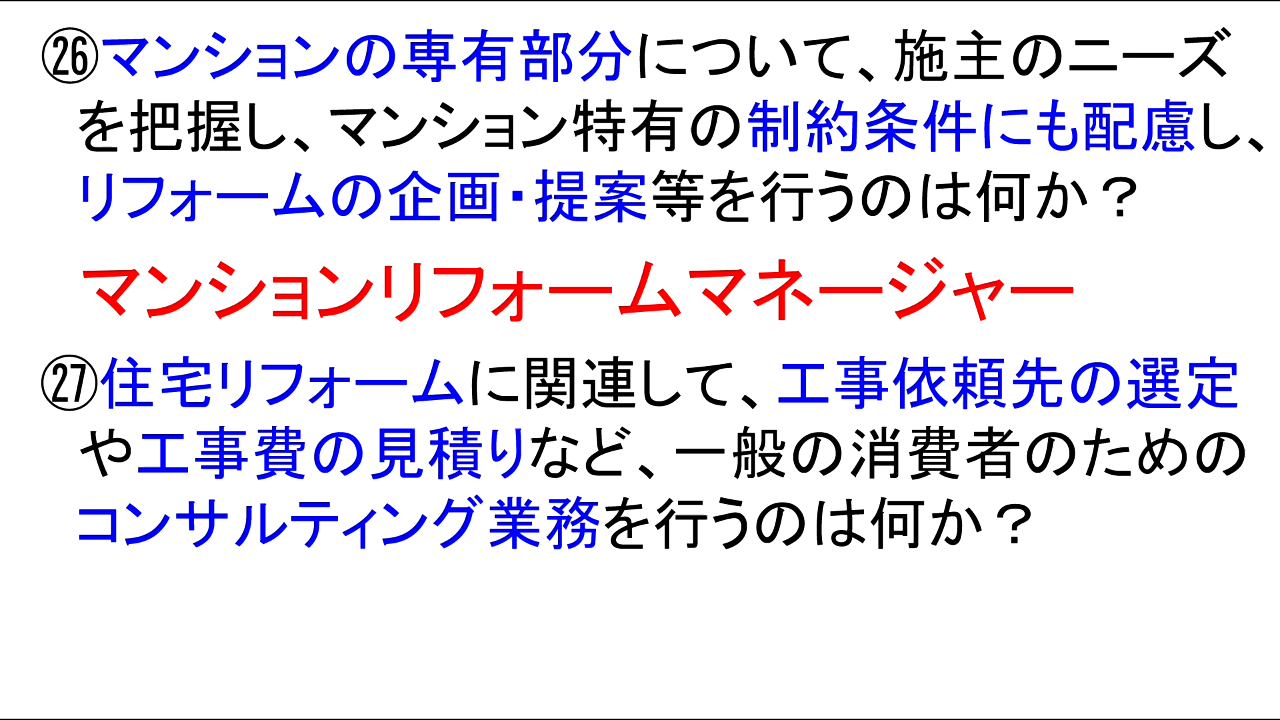 ㉖マンションの専有部分について、施主のニーズ
を把握し、マンション特有の制約条件にも配慮し、
リフォームの企画・提案等を行うのは何か？
マンションリフォームマネージャー
㉗住宅リフォームに関連して、工事依頼先の選定
や工事費の見積りなど、一般の消費者のための
コンサルティング業務を行うのは何か？